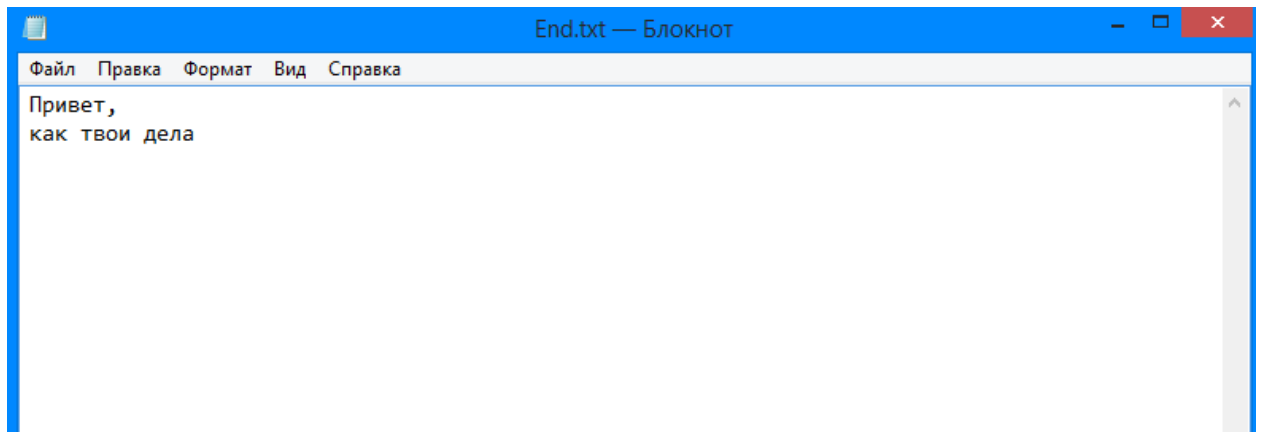 End.txt — Блокнот
Файл Правка Формат Вид Справка
Привет,
как твои дела